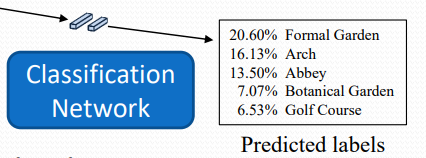 20.60% Formal Garden
16.13% Arch
13.50% Abbey
7.07% Botanical Garden
6.53% Golf Course
Classification
Network
Predicted labels